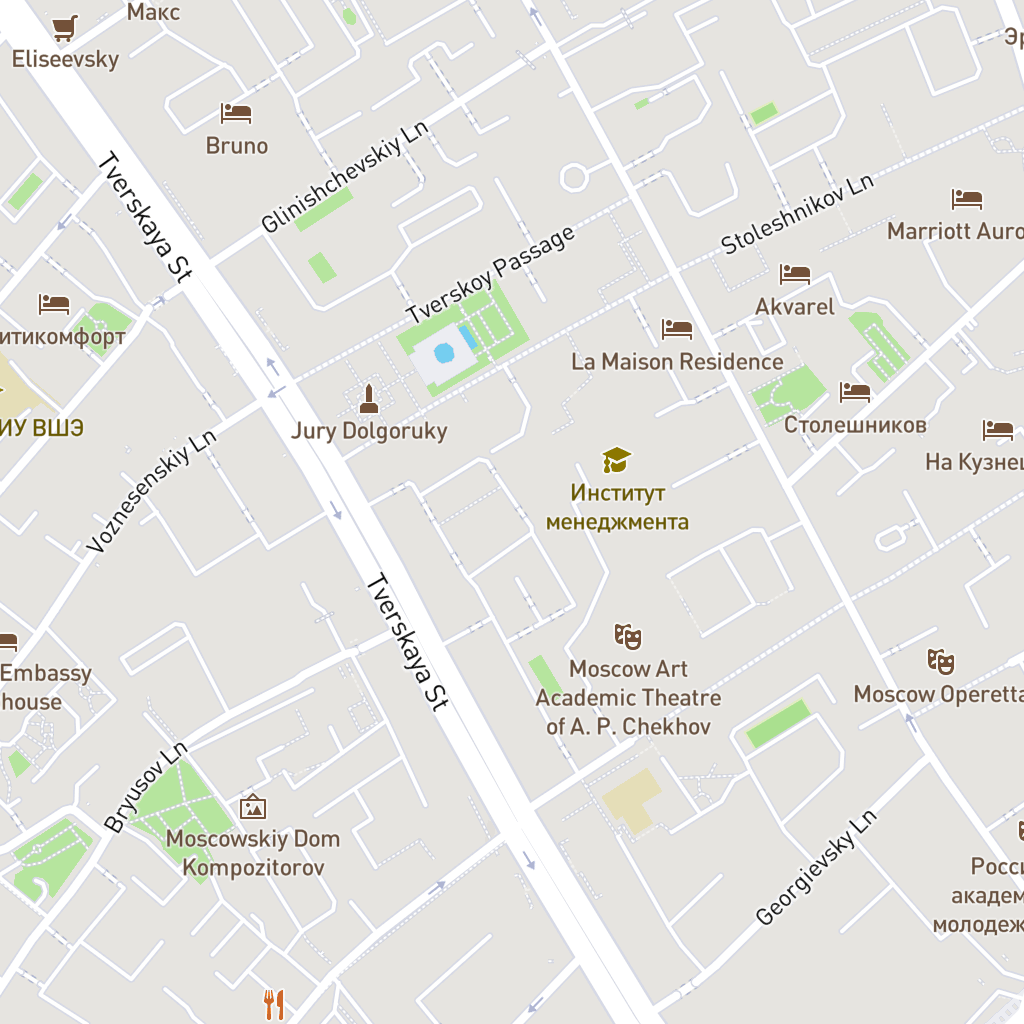 Макс
Eliseevsky
Эр
Bruno
Glinishchevskiy Ln
Tverskaya St
Stoleshnikov Ln
Marriott Auro
Tverskoy Passage
Akvarel
итикомфорт
La Maison Residence
Столешников
ИУ ВШЭ
Jury Dolgoruky
На Кузнец
Voznesenskiy Ln
Институт
менеджмента
Tverskaya St
Embassy
house
Moscow Art
Academic Theatre
of A. P. Chekhov
Moscow Operetta
Bryusov Ln
Moscowskiy Dom
Kompozitorov
Georgievsky Ln
Росси
академ
молодеж